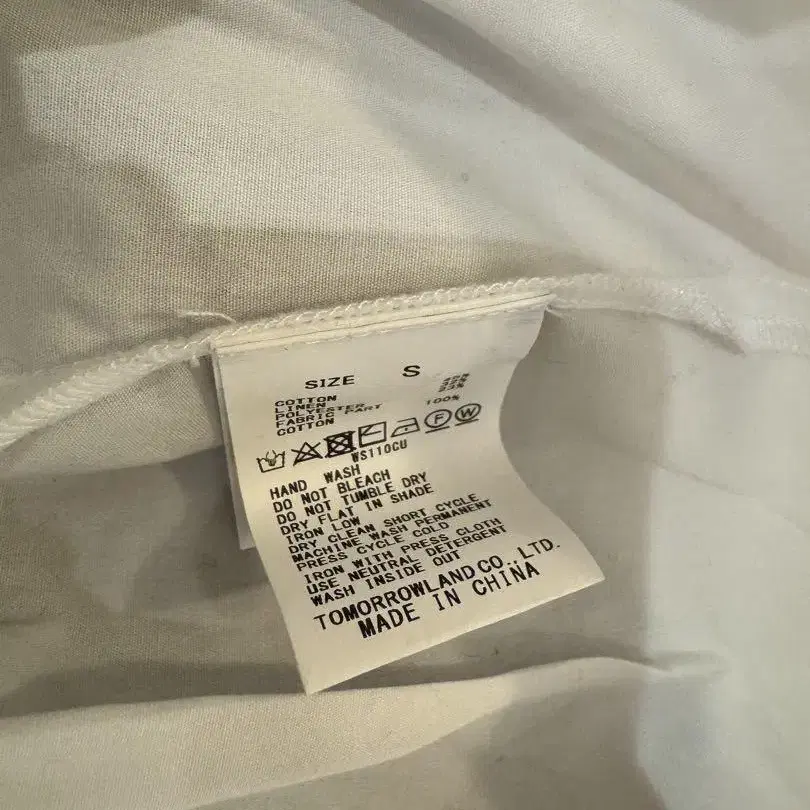 SIZE S
COTTON
LINEN
POLYESTER
FABRIC PART
COTTON 100%
F W
WS110CU
HAND WASH
DO NOT BLEACH
DO NOT TUMBLE DRY
DRY FLAT IN SHADE
IRON LOW
DRY CLEAN SHORT CYCLE
MACHINE WASH PERMANENT
PRESS CYCLE COLD
IRON WITH PRESS CLOTH
USE NEUTRAL DETERGENT
WASH INSIDE OUT
TOMORROWLAND CO., LTD.
MADE IN CHINA